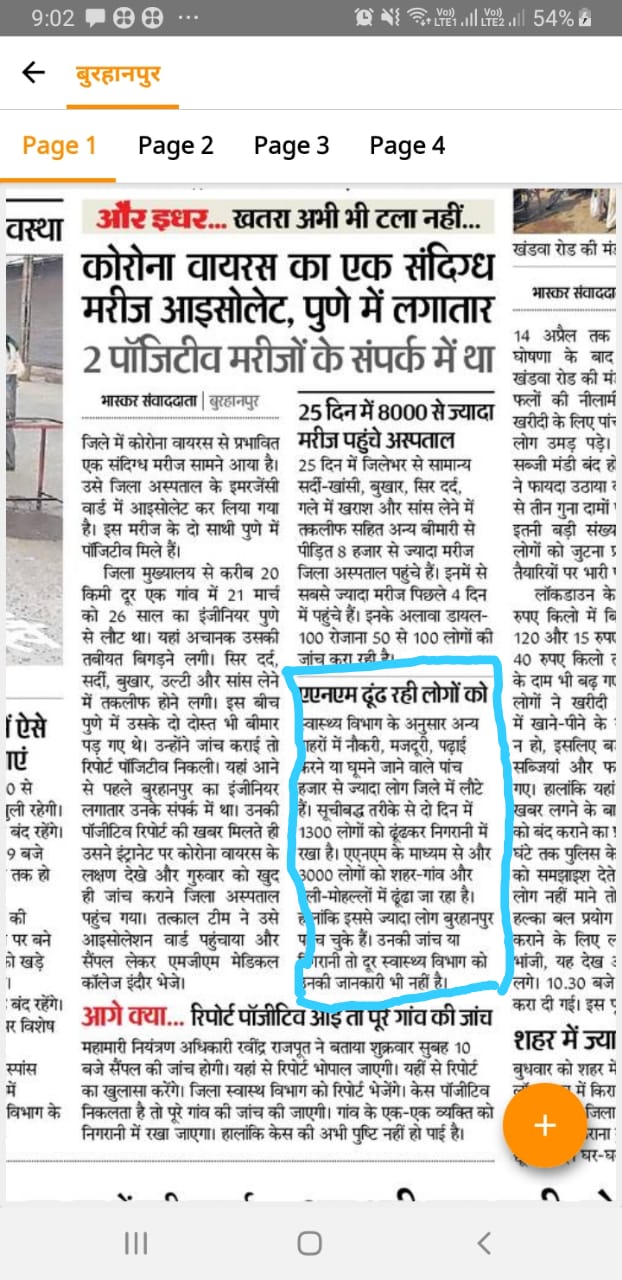 9:02
Vo) LTE1 Vo) LTE2 54%
बुरहानपुर
Page 1 Page 2 Page 3 Page 4
वस्था
और इधर... खतरा अभी भी टला नहीं...
कोरोना वायरस का एक संदिग्ध
मरीज आइसोलेट, पुणे में लगातार
2 पॉजिटीव मरीजों के संपर्क में था
भास्कर संवाददाता | बुरहानपुर
जिले में कोरोना वायरस से प्रभावित
एक संदिग्ध मरीज सामने आया है।
उसे जिला अस्पताल के इमरजेंसी
वार्ड में आइसोलेट कर लिया गया
है। इस मरीज के दो साथी पुणे में
पॉजिटिव मिले हैं।
जिला मुख्यालय से करीब 20
किमी दूर एक गांव में 21 मार्च
को 26 साल का इंजीनियर पुणे
से लौट था। यहां अचानक उसकी
तबीयत बिगड़ने लगी। सिर दर्द,
सर्दी, बुखार, उल्टी और सांस लेने
में तकलीफ होने लगी। इस बीच
पुणे में उसके दो दोस्त भी बीमार
पड़ गए थे। उन्होंने जांच कराई तो
रिपोर्ट पॉजिटिव निकली। यहां आने
से पहले बुरहानपुर का इंजीनियर
लगातार उनके संपर्क में था। उनकी
पॉजिटिव रिपोर्ट की खबर मिलते ही
उसने इंट्रानेट पर कोरोना वायरस के
लक्षण देखे और गुरुवार को खुद
ही जांच कराने जिला अस्पताल
पहुंच गया। तत्काल टीम ने उसे
आइसोलेशन वार्ड पहुंचाया और
सैंपल लेकर एमजीएम मेडिकल
कॉलेज इंदौर भेजे।
25 दिन में 8000 से ज्यादा
मरीज पहुंचे अस्पताल
25 दिन में जिलेभर से सामान्य
सर्दी-खांसी, बुखार, सिर दर्द,
गले में खराश और सांस लेने में
तकलीफ सहित अन्य बीमारी से
पीड़ित 8 हजार से ज्यादा मरीज
जिला अस्पताल पहुंचे हैं। इनमें से
सबसे ज्यादा मरीज पिछले 4 दिन
में पहुंचे हैं। इनके अलावा डायल-
100 रोजाना 50 से 100 लोगों की
जांच करा रही है।
एएनएम ढूंढ रही लोगों को
स्वास्थ्य विभाग के अनुसार अन्य
शहरों में नौकरी, मजदूरी, पढ़ाई
करने या घूमने जाने वाले पांच
हजार से ज्यादा लोग जिले में लौटे
हैं। सूचीबद्ध तरीके से दो दिन में
1300 लोगों को ढूंढकर निगरानी में
रखा है। एएनएम के माध्यम से और
3000 लोगों को शहर-गांव और
गली-मोहल्लों में ढूंढा जा रहा है।
हालांकि इससे ज्यादा लोग बुरहानपुर
पहुंच चुके हैं। उनकी जांच या
निगरानी तो दूर स्वास्थ्य विभाग को
उनकी जानकारी भी नहीं है।
आगे क्या... रिपोर्ट पॉजीटिव आई तो पूरे गांव की जांच
महामारी नियंत्रण अधिकारी रवींद्र राजपूत ने बताया शुक्रवार सुबह 10
बजे सैंपल की जांच होगी। यहां से रिपोर्ट भोपाल जाएगी। यहीं से रिपोर्ट
का खुलासा करेंगे। जिला स्वास्थ विभाग को रिपोर्ट भेजेंगे। केस पॉजीटिव
निकलता है तो पूरे गांव की जांच की जाएगी। गांव के एक-एक व्यक्ति को
निगरानी में रखा जाएगा। हालांकि केस की अभी पुष्टि नहीं हो पाई है।
खंडवा रोड की
भास्कर
14 अप्रैल तक
घोषणा के बाद
खंडवा रोड की
फलों की
खरीदी के लिए
लोग उमड़ पड़े।
सब्जी मंडी बंद
ने फायदा उठाया
से तीन गुना दामों
इतनी बड़ी
लोगों को जुटना
तैयारियों पर भारी
लॉकडाउन के
रुपए किलो में
120 और 15
40 रुपए किलो
के दाम भी बढ़
लोगों ने खरीदी
में खाने-पीने के
न हो, इसलिए
सब्जियां और
गए। हालांकि यहां
खबर लगने के
को बंद कराने का
घंटे तक पुलिस के
को समझाइश देते
लोग नहीं माने तो
हल्का बल प्रयोग
कराने के लिए
भांजी, यह देख
लगे। 10.30 बजे
करा दी गई। इस
शहर में
बुधवार को शहर में
ऐसे
से
रहेगी।
बंद रहेंगे।
9 बजे
तक हो
की
पर बने
खड़े
बंद रहेंगे।
विशेष
में
विभाग के